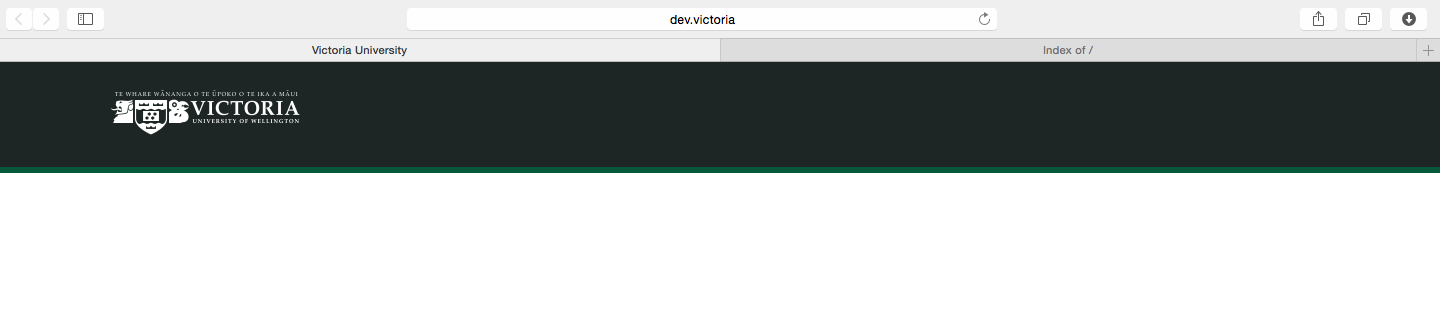 dev.victoria
Victoria University
Index of /
TE WHARE WĀNANGA O TE ŪPOKO O TE IKA A MĀUI
VICTORIA
UNIVERSITY OF WELLINGTON